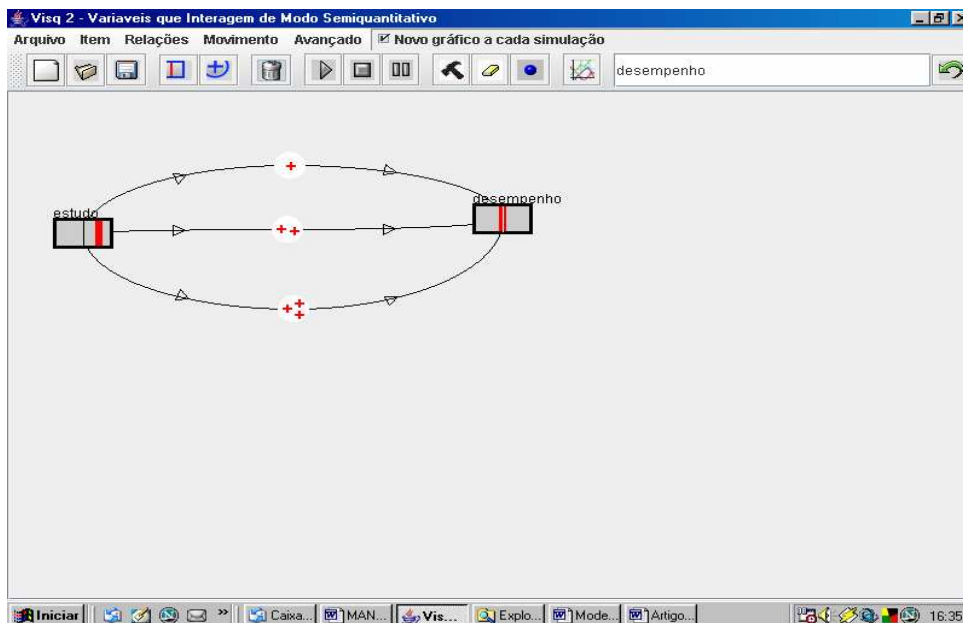 Visq 2 - Variaveis que Interagem de Modo Semiquantitativo
Arquivo Item Relações Movimento Avançado Novo gráfico a cada simulação
desempenho
+
desempenho
estudo
++
+++
Iniciar » Caixa... MAN... Vis... Explo... Mode... Artigo... 16:35